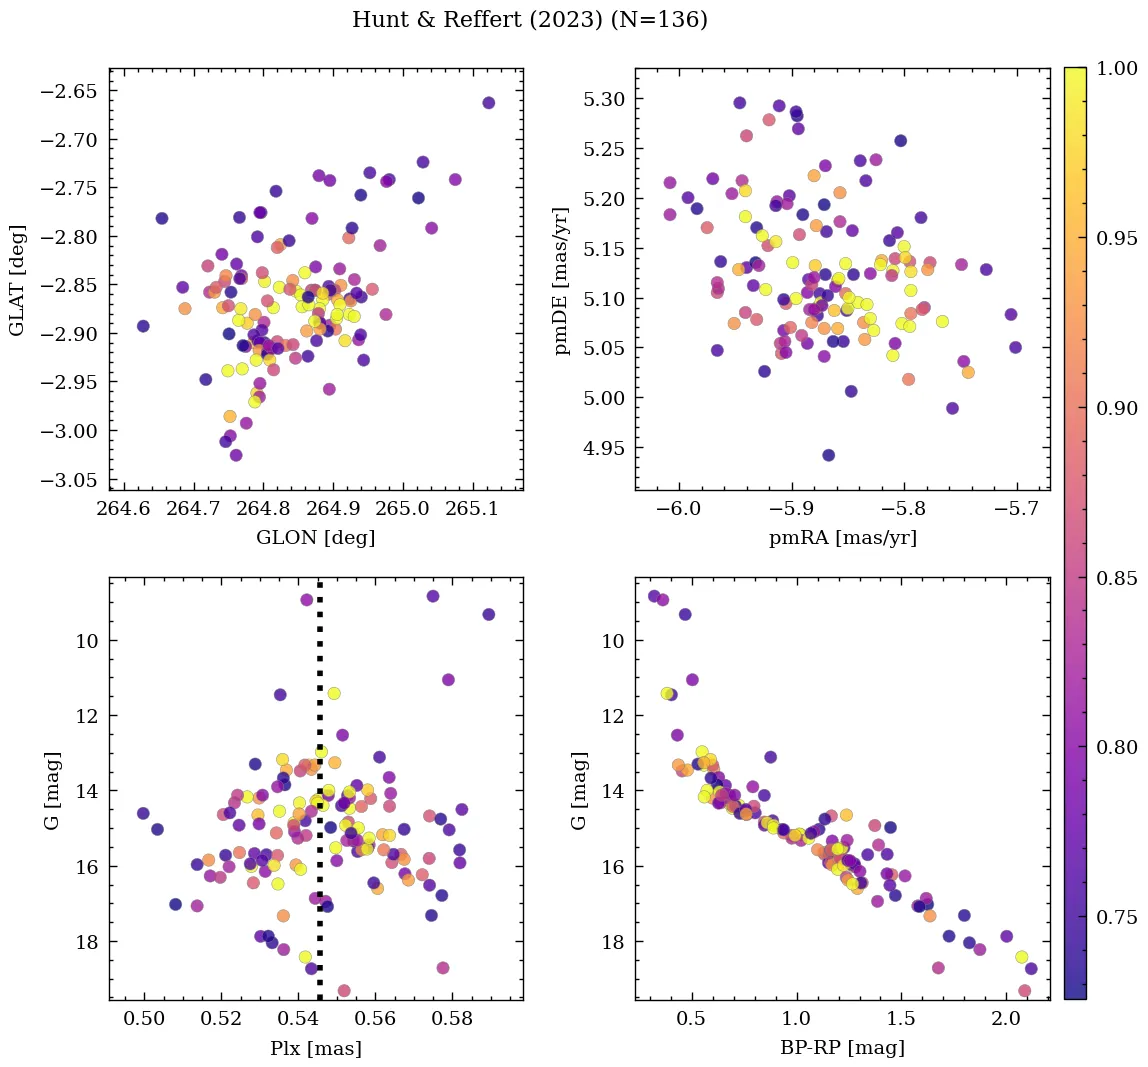 Hunt & Reffert (2023) (N=136)
−2.65
−2.70
−2.75
−2.80
−2.85
−2.90
−2.95
−3.00
−3.05
GLAT [deg]
264.6 264.7 264.8 264.9 265.0 265.1
GLON [deg]
5.30
5.25
5.20
5.15
5.10
5.05
5.00
4.95
pmDE [mas/yr]
−6.0 −5.9 −5.8 −5.7
pmRA [mas/yr]
10
12
14
16
18
G [mag]
0.50 0.52 0.54 0.56 0.58
Plx [mas]
10
12
14
16
18
G [mag]
0.5 1.0 1.5 2.0
BP-RP [mag]
1.00
0.95
0.90
0.85
0.80
0.75